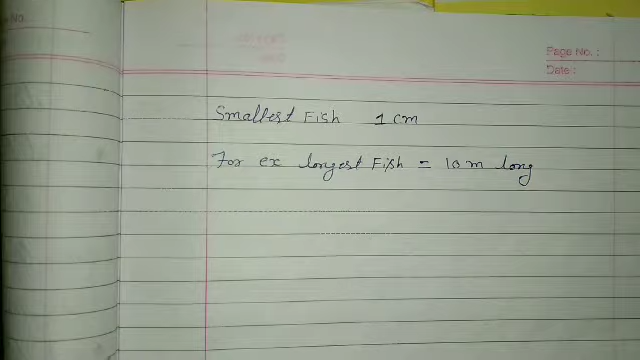 Page No. :
Date :
Smallest Fish 1 cm
For ex longest Fish = 10 m long